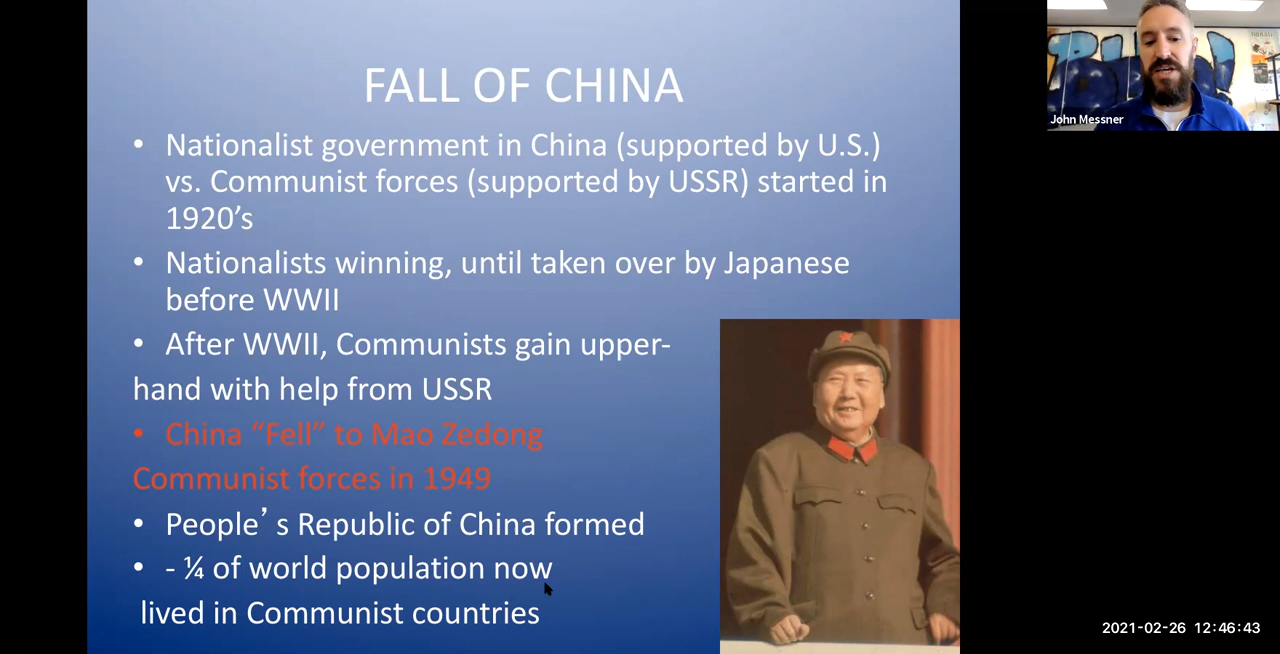 FALL OF CHINA
• Nationalist government in China (supported by U.S.)
vs. Communist forces (supported by USSR) started in
1920’s
• Nationalists winning, until taken over by Japanese
before WWII
• After WWII, Communists gain upper-
hand with help from USSR
• China “Fell” to Mao Zedong
Communist forces in 1949
• People’s Republic of China formed
• - ¼ of world population now
lived in Communist countries
John Messner
2021-02-26 12:46:43